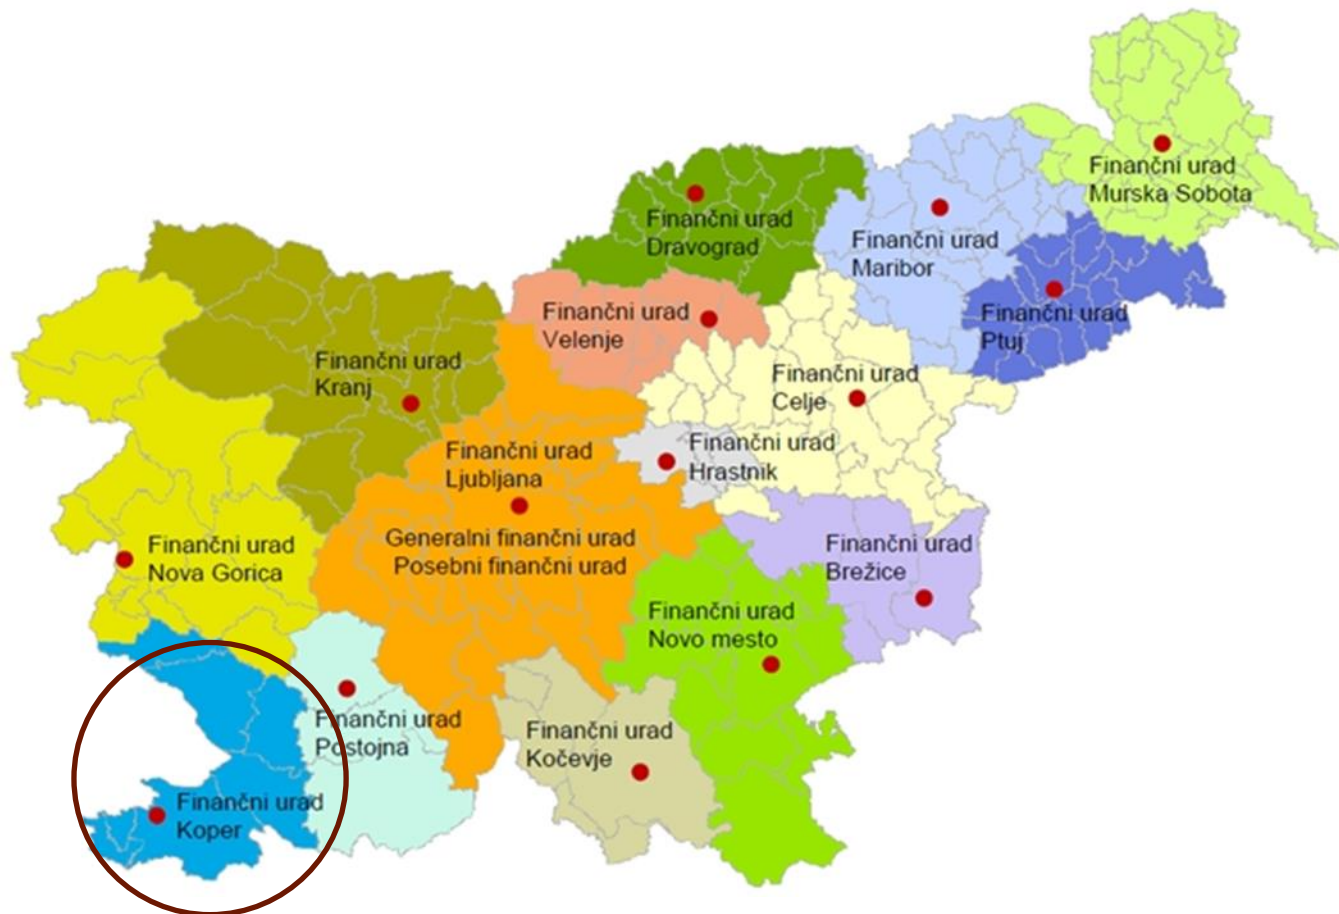 Finančni urad
Murska Sobota
Finančni urad
Dravograd
Finančni urad
Maribor
Finančni urad
Velenje
Finančni urad
Ptuj
Finančni urad
Kranj
Finančni urad
Celje
Finančni urad
Ljubljana
Finančni urad
Hrastnik
Generalni finančni urad
Posebni finančni urad
Finančni urad
Nova Gorica
Finančni urad
Brežice
Finančni urad
Novo mesto
Finančni urad
Postojna
Finančni urad
Kočevje
Finančni urad
Koper